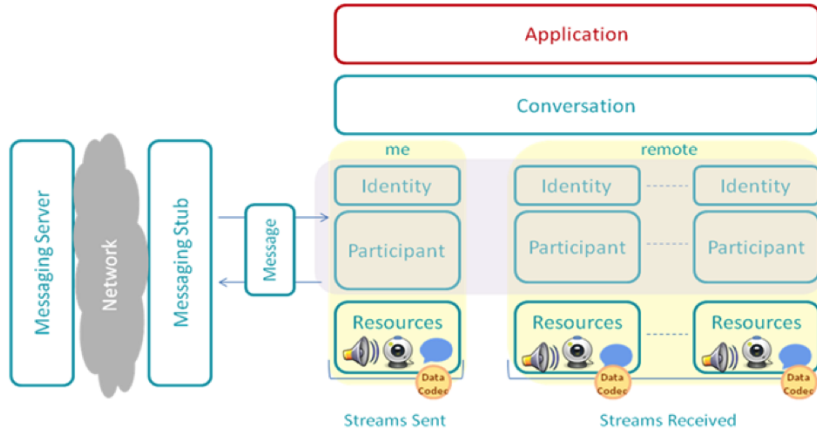 Application
Conversation
me
remote
Messaging Server
Network
Messaging Stub
Message
Identity
Identity
Identity
Participant
Participant
Participant
Resources
Resources
Resources
Data
Codec
Data
Codec
Data
Codec
Streams Sent
Streams Received